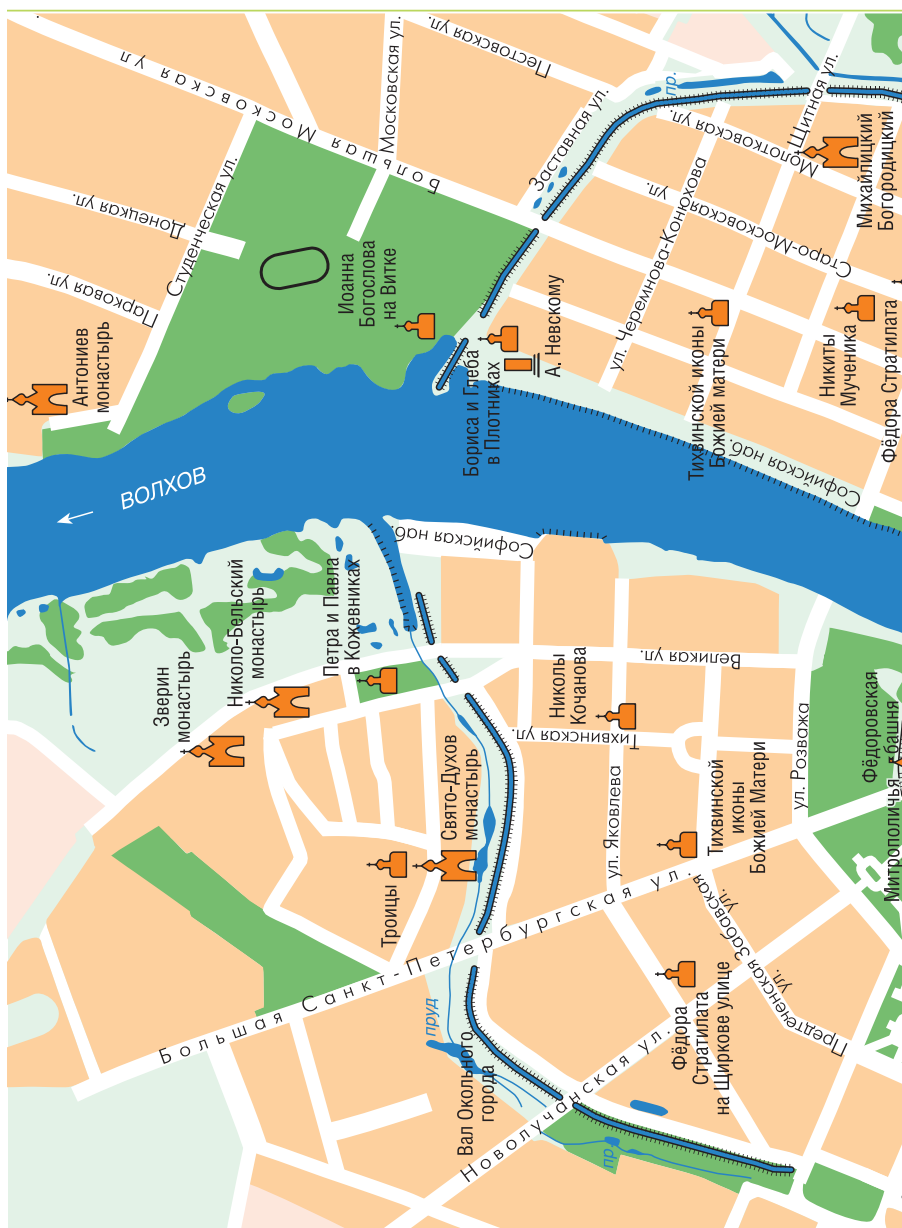 Большая Московская ул
Московская ул.
Пестовская ул.
Щитная ул.
Заставная ул.
пр.
Молотковская ул.
Михайлицкий
Богородицкий
Студенческая ул.
Донецкая ул.
Парковая ул.
Антониев
монастырь
Иоанна
Богослова
на Витке
Старо-Московская ул.
ул. Черемнова-Конюхова
Бориса и Глеба
в Плотниках
А. Невскому
Тихвинской иконы
Божией матери
Никиты
Мученика
Фёдора Стратилата
Софийская наб.
ВОЛХОВ
Софийская наб.
Николо-Бельский
монастырь
Зверин
монастырь
Петра и Павла
в Кожевниках
Великая ул.
Николы
Кочанова
Тихвинская ул.
ул. Розважа
Фёдоровская
башня
Митрополичья
Свято-Духов
монастырь
Троицы
ул. Яковлева
Тихвинской
иконы
Божией Матери
Большая Санкт-Петербургская ул.
пруд
Вал Окольного
города
Новолучанская ул.
Фёдора
Стратилата
на Щиркове улице
Забавская
ул.
Предтеченская
ул.
пр.